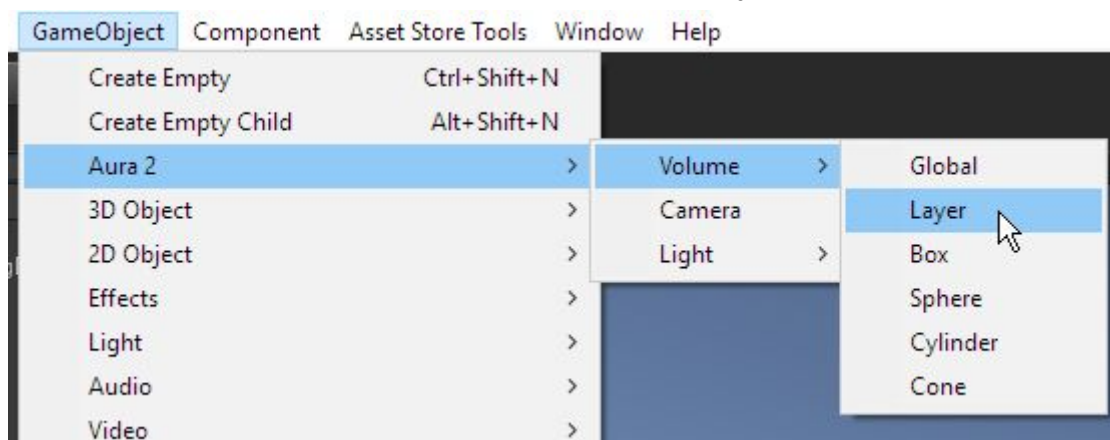 GameObject Component Asset Store Tools Window Help
Create Empty Ctrl+Shift+N
Create Empty Child Alt+Shift+N
Aura 2 > Volume > Global
3D Object > Camera Layer
2D Object > Light > Box
Effects > Sphere
Light > Cylinder
Audio > Cone
Video >